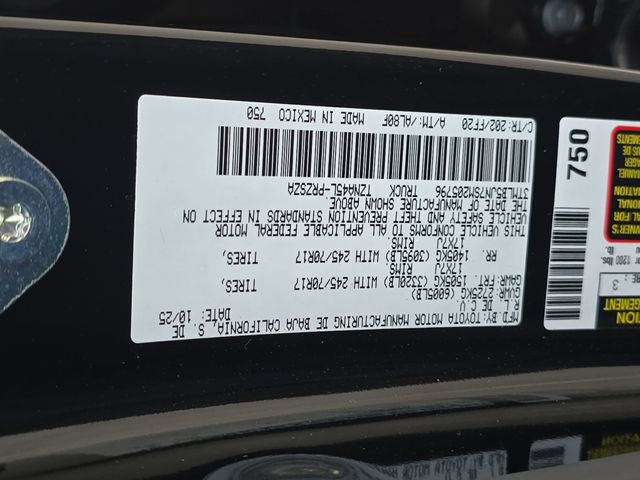 MFD.BY:TOYOTA MOTOR MANUFACTURING DE BAJA CALIFORNIA, S. DE
R.L. DE C.V. DATE: 10/25
GVWR: 2725KG (6005LB)
GAWR: FRT. 1505KG (3320LB) WITH 245/70R17 TIRES,
17X7J RIMS
RR. 1405KG (3095LB) WITH 245/70R17 TIRES,
17X7J RIMS
THIS VEHICLE CONFORMS TO ALL APPLICABLE FEDERAL MOTOR
VEHICLE SAFETY AND THEFT PREVENTION STANDARDS IN EFFECT
ON THE DATE OF MANUFACTURE SHOWN ABOVE.
3TMLB5JN7SM205796 TRUCK TZNA45L-PRZSZA
C/TR:202/FF20 A/TM:/AL80F MADE IN MEXICO 750
750